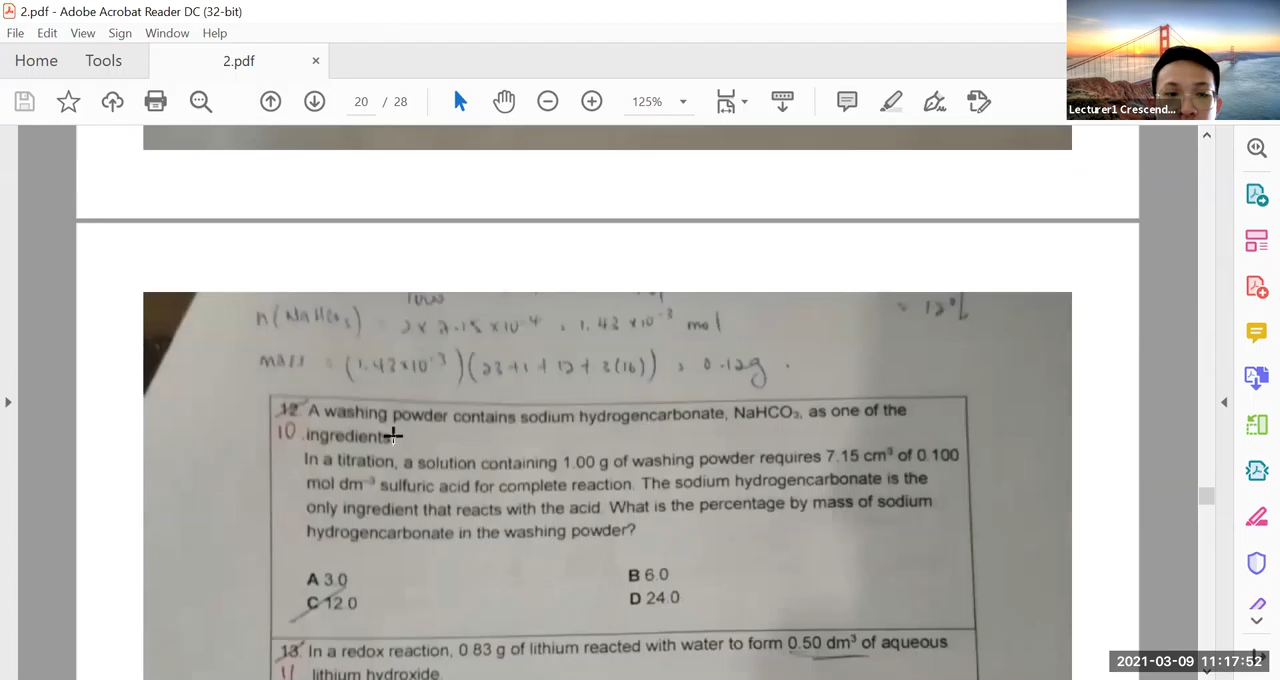 2.pdf - Adobe Acrobat Reader DC (32-bit)
File Edit View Sign Window Help
Home Tools 2.pdf ×
20 / 28 125%
Lecturer1 Crescend...
= 12%
n(NaHCO₃) = 2 × 7.15 × 10⁻⁴ = 1.43 × 10⁻³ mol
mass = (1.43×10⁻³)(23+1+12+3(16)) = 0.12g.
12 A washing powder contains sodium hydrogencarbonate, NaHCO₃, as one of the
10 ingredients
In a titration, a solution containing 1.00 g of washing powder requires 7.15 cm³ of 0.100
mol dm⁻³ sulfuric acid for complete reaction. The sodium hydrogencarbonate is the
only ingredient that reacts with the acid. What is the percentage by mass of sodium
hydrogencarbonate in the washing powder?
A 3.0 B 6.0
C 12.0 D 24.0
13 In a redox reaction, 0.83 g of lithium reacted with water to form 0.50 dm³ of aqueous
11 lithium hydroxide.
2021-03-09 11:17:52